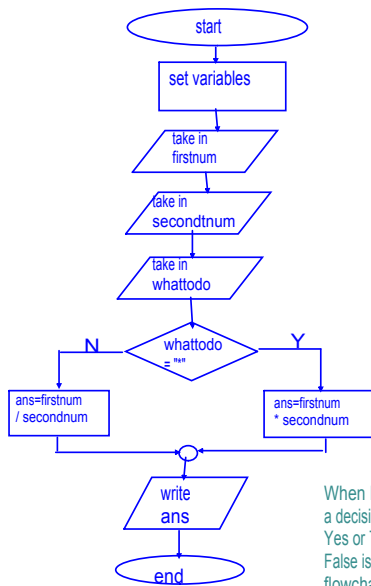 start
set variables
take in
firstnum
take in
secondtnum
take in
whattodo
whattodo
= "*"
N
Y
ans=firstnum
/ secondnum
ans=firstnum
* secondnum
write
ans
end
When
a decisi
Yes or
False is
flowcha